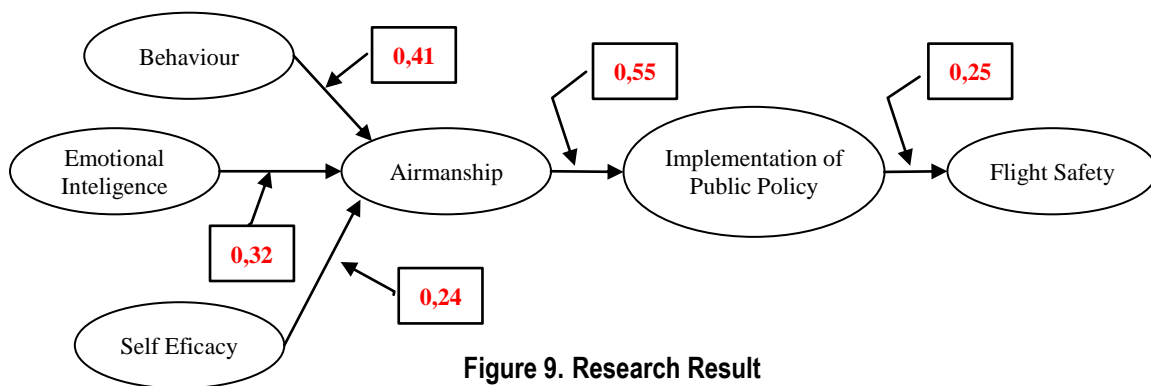 Behaviour
0,41
0,55
0,25
Emotional
Inteligence
Airmanship
Implementation of
Public Policy
Flight Safety
0,32
0,24
Self Eficacy
Figure 9. Research Result